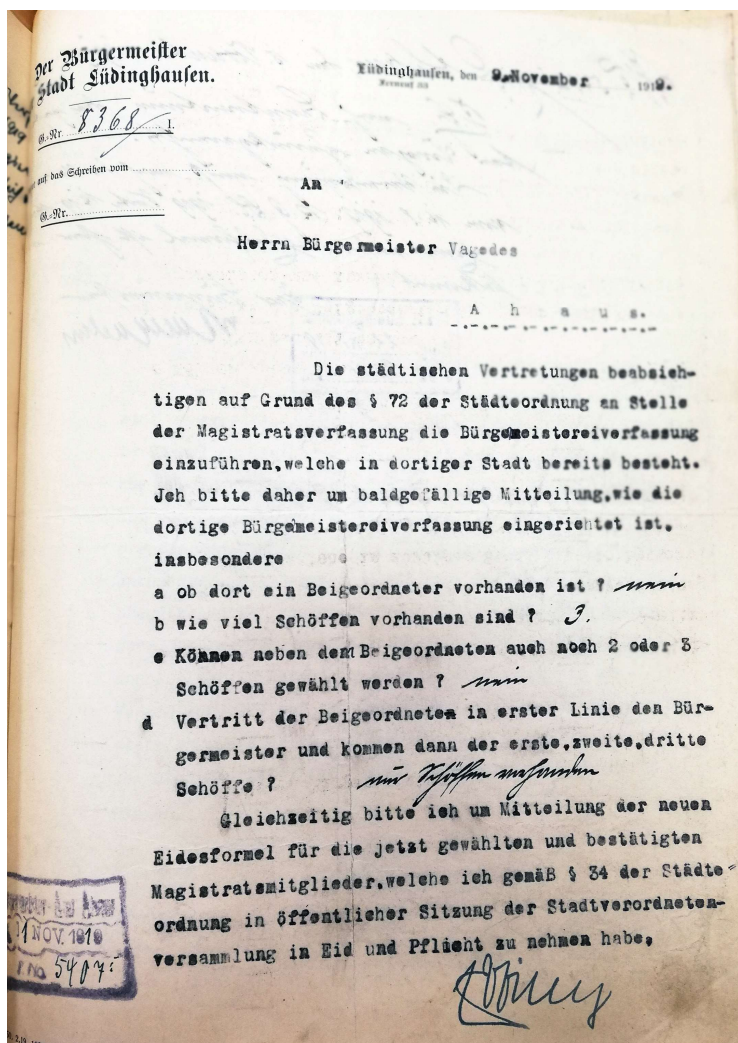 Der Bürgermeister
Stadt Lüdinghausen.
Lüdinghausen, den 9. November 1919.
G.-Nr. 8368 I.
auf das Schreiben vom
G.-Nr.
An
Herrn Bürgermeister Vagedes
Ahaus.
Die städtischen Vertretungen beabsich-
tigen auf Grund des § 72 der Städteordnung an Stelle
der Magistratsverfassung die Bürgemeistereiverfassung
einzuführen,welche in dortiger Stadt bereits besteht.
Jch bitte daher um baldgefällige Mitteilung,wie die
dortige Bürgemeistereiverfassung eingerichtet ist,
insbesondere
a ob dort ein Beigeordneter vorhanden ist ? nein
b wie viel Schöffen vorhanden sind ? 3.
c Können neben dem Beigeordneten auch noch 2 oder 3
Schöffen gewählt werden ? nein
d Vertritt der Beigeordneten in erster Linie den Bür-
germeister und kommen dann der erste,zweite,dritte
Schöffe ? nur Schöffen vorhanden
Gleichzeitig bitte ich um Mitteilung der neuen
Eidesformel für die jetzt gewählten und bestätigten
Magistratsmitglieder,welche ich gemäß § 34 der Städte=
ordnung in öffentlicher Sitzung der Stadtverordneten-
versammlung in Eid und Pflicht zu nehmen habe.
11 NOV. 1919
5407